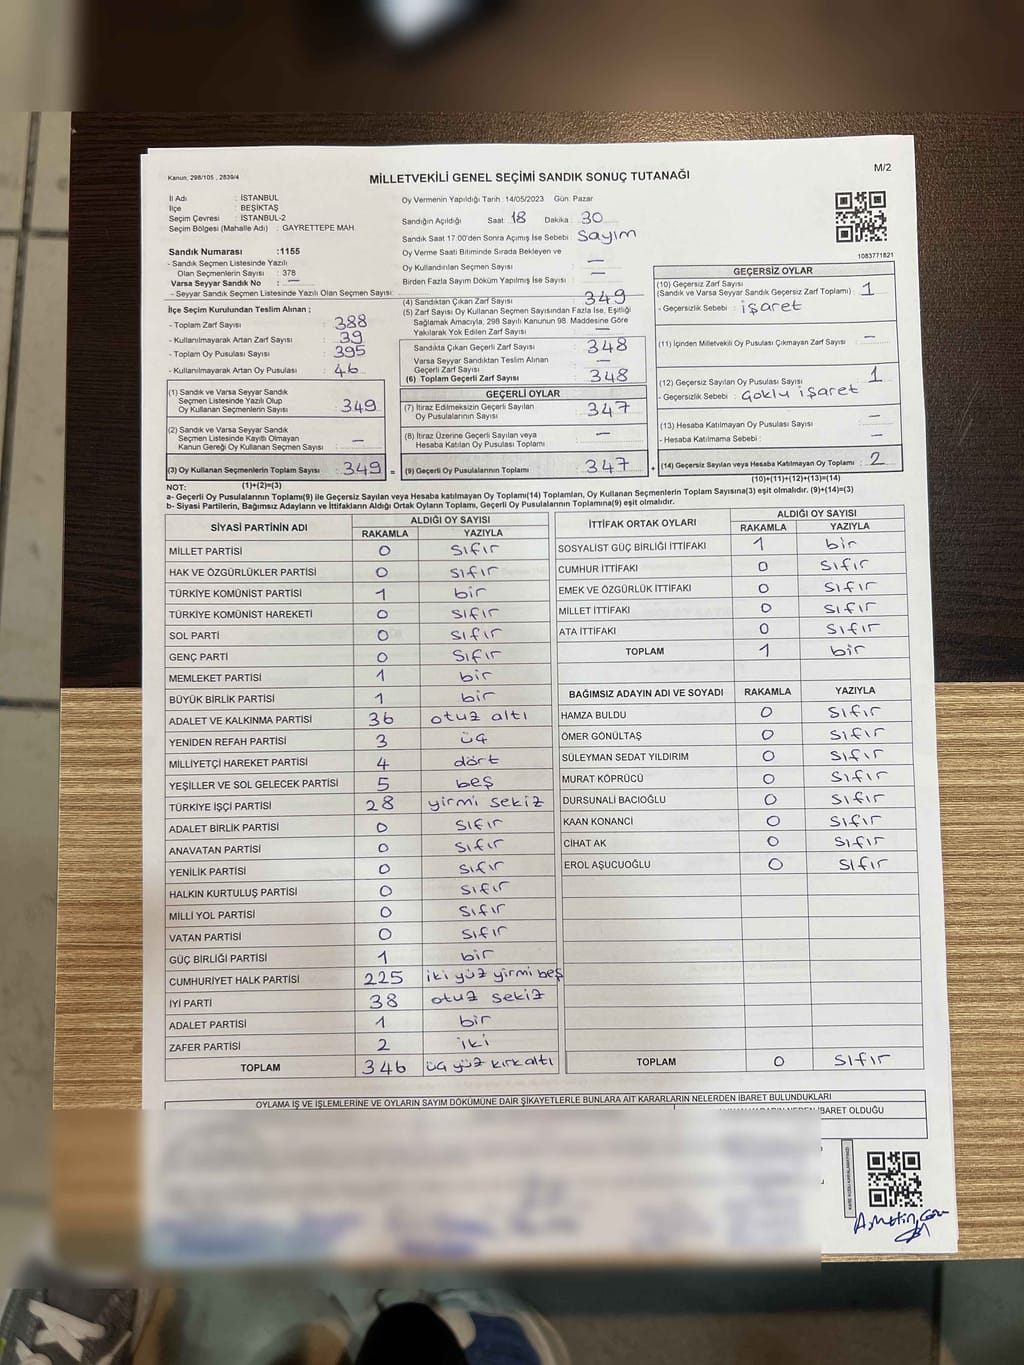 Kanun, 298/105 , 2839/4
M/2
MİLLETVEKİLİ GENEL SEÇİMİ SANDIK SONUÇ TUTANAĞI
İl Adı : İSTANBUL
İlçe : BEŞİKTAŞ
Seçim Çevresi : İSTANBUL-2
Seçim Bölgesi (Mahalle Adı) : GAYRETTEPE MAH.
Oy Vermenin Yapıldığı Tarih :14/05/2023 Gün: Pazar
Sandığın Açıldığı Saat: 18 Dakika : 30
Sandık Saat 17:00'den Sonra Açımış İse Sebebi : Sayım
Oy Verme Saati Bitiminde Sırada Bekleyen ve
Oy Kullandırılan Seçmen Sayısı : —
Birden Fazla Sayım Döküm Yapılmış İse Sayısı : —
1083771821
Sandık Numarası :1155
- Sandık Seçmen Listesinde Yazılı
Olan Seçmenlerin Sayısı : 378
Varsa Seyyar Sandık No : —
- Seyyar Sandık Seçmen Listesinde Yazılı Olan Seçmen Sayısı:
İlçe Seçim Kurulundan Teslim Alınan ;
- Toplam Zarf Sayısı : 388
- Kullanılmayarak Artan Zarf Sayısı : 39
- Toplam Oy Pusulası Sayısı : 395
- Kullanılmayarak Artan Oy Pusulası : 46
(1) Sandık ve Varsa Seyyar Sandık
Seçmen Listesinde Yazılı Olup
Oy Kullanan Seçmenlerin Sayısı : 349
(2) Sandık ve Varsa Seyyar Sandık
Seçmen Listesinde Kayıtlı Olmayan
Kanun Gereği Oy Kullanan Seçmen Sayısı : —
(3) Oy Kullanan Seçmenlerin Toplam Sayısı : 349 =
(1)+(2)=(3)
(4) Sandıktan Çıkan Zarf Sayısı : 349
(5) Zarf Sayısı Oy Kullanan Seçmen Sayısından Fazla İse, Eşitliği
Sağlamak Amacıyla, 298 Sayılı Kanunun 98. Maddesine Göre
Yakılarak Yok Edilen Zarf Sayısı : —
Sandıkta Çıkan Geçerli Zarf Sayısı : 348
Varsa Seyyar Sandıktan Teslim Alınan
Geçerli Zarf Sayısı : —
(6) Toplam Geçerli Zarf Sayısı : 348
GEÇERLİ OYLAR
(7) İtiraz Edilmeksizin Geçerli Sayılan
Oy Pusulalarının Sayısı : 347
(8) İtiraz Üzerine Geçerli Sayılan veya
Hesaba Katılan Oy Pusulası Toplamı : —
(9) Geçerli Oy Pusulalarının Toplamı : 347 +
GEÇERSİZ OYLAR
(10) Geçersiz Zarf Sayısı
(Sandık ve Varsa Seyyar Sandık Geçersiz Zarf Toplamı) : 1
- Geçersizlik Sebebi : işaret
(11) İçinden Milletvekili Oy Pusulası Çıkmayan Zarf Sayısı : —
(12) Geçersiz Sayılan Oy Pusulası Sayısı : 1
- Geçersizlik Sebebi : Çoklu işaret
(13) Hesaba Katılmayan Oy Pusulası Sayısı : —
- Hesaba Katılmama Sebebi : —
(14) Geçersiz Sayılan veya Hesaba Katılmayan Oy Toplamı : 2
(10)+(11)+(12)+(13)=(14)
NOT:
a- Geçerli Oy Pusulalarının Toplamı(9) ile Geçersiz Sayılan veya Hesaba katılmayan Oy Toplamı(14) Toplamları, Oy Kullanan Seçmenlerin Toplam Sayısına(3) eşit olmalıdır. (9)+(14)=(3)
b- Siyasi Partilerin, Bağımsız Adayların ve İttifakların Aldığı Ortak Oyların Toplamı, Geçerli Oy Pusulalarının Toplamına(9) eşit olmalıdır.
SİYASİ PARTİNİN ADI ALDIĞI OY SAYISI
RAKAMLA YAZIYLA
MİLLET PARTİSİ 0 sıfır
HAK VE ÖZGÜRLÜKLER PARTİSİ 0 sıfır
TÜRKİYE KOMÜNİST PARTİSİ 1 bir
TÜRKİYE KOMÜNİST HAREKETİ 0 sıfır
SOL PARTİ 0 sıfır
GENÇ PARTİ 0 sıfır
MEMLEKET PARTİSİ 1 bir
BÜYÜK BİRLİK PARTİSİ 1 bir
ADALET VE KALKINMA PARTİSİ 36 otuz altı
YENİDEN REFAH PARTİSİ 3 üç
MİLLİYETÇİ HAREKET PARTİSİ 4 dört
YEŞİLLER VE SOL GELECEK PARTİSİ 5 beş
TÜRKİYE İŞÇİ PARTİSİ 28 yirmi sekiz
ADALET BİRLİK PARTİSİ 0 sıfır
ANAVATAN PARTİSİ 0 sıfır
YENİLİK PARTİSİ 0 sıfır
HALKIN KURTULUŞ PARTİSİ 0 sıfır
MİLLİ YOL PARTİSİ 0 sıfır
VATAN PARTİSİ 0 sıfır
GÜÇ BİRLİĞİ PARTİSİ 1 bir
CUMHURİYET HALK PARTİSİ 225 iki yüz yirmi beş
İYİ PARTİ 38 otuz sekiz
ADALET PARTİSİ 1 bir
ZAFER PARTİSİ 2 iki
TOPLAM 346 üç yüz kırk altı
İTTİFAK ORTAK OYLARI ALDIĞI OY SAYISI
RAKAMLA YAZIYLA
SOSYALİST GÜÇ BİRLİĞİ İTTİFAKI 1 bir
CUMHUR İTTİFAKI 0 sıfır
EMEK VE ÖZGÜRLÜK İTTİFAKI 0 sıfır
MİLLET İTTİFAKI 0 sıfır
ATA İTTİFAKI 0 sıfır
TOPLAM 1 bir
BAĞIMSIZ ADAYIN ADI VE SOYADI RAKAMLA YAZIYLA
HAMZA BULDU 0 sıfır
ÖMER GÖNÜLTAŞ 0 sıfır
SÜLEYMAN SEDAT YILDIRIM 0 sıfır
MURAT KÖPRÜCÜ 0 sıfır
DURSUNALİ BACIOĞLU 0 sıfır
KAAN KONANCİ 0 sıfır
CİHAT AK 0 sıfır
EROL AŞUCUOĞLU 0 sıfır
TOPLAM 0 sıfır
OYLAMA İŞ VE İŞLEMLERİNE VE OYLARIN SAYIM DÖKÜMÜNE DAİR ŞİKAYETLERLE BUNLARA AİT KARARLARIN NELERDEN İBARET BULUNDUKLARI
İBARET OLDUĞU